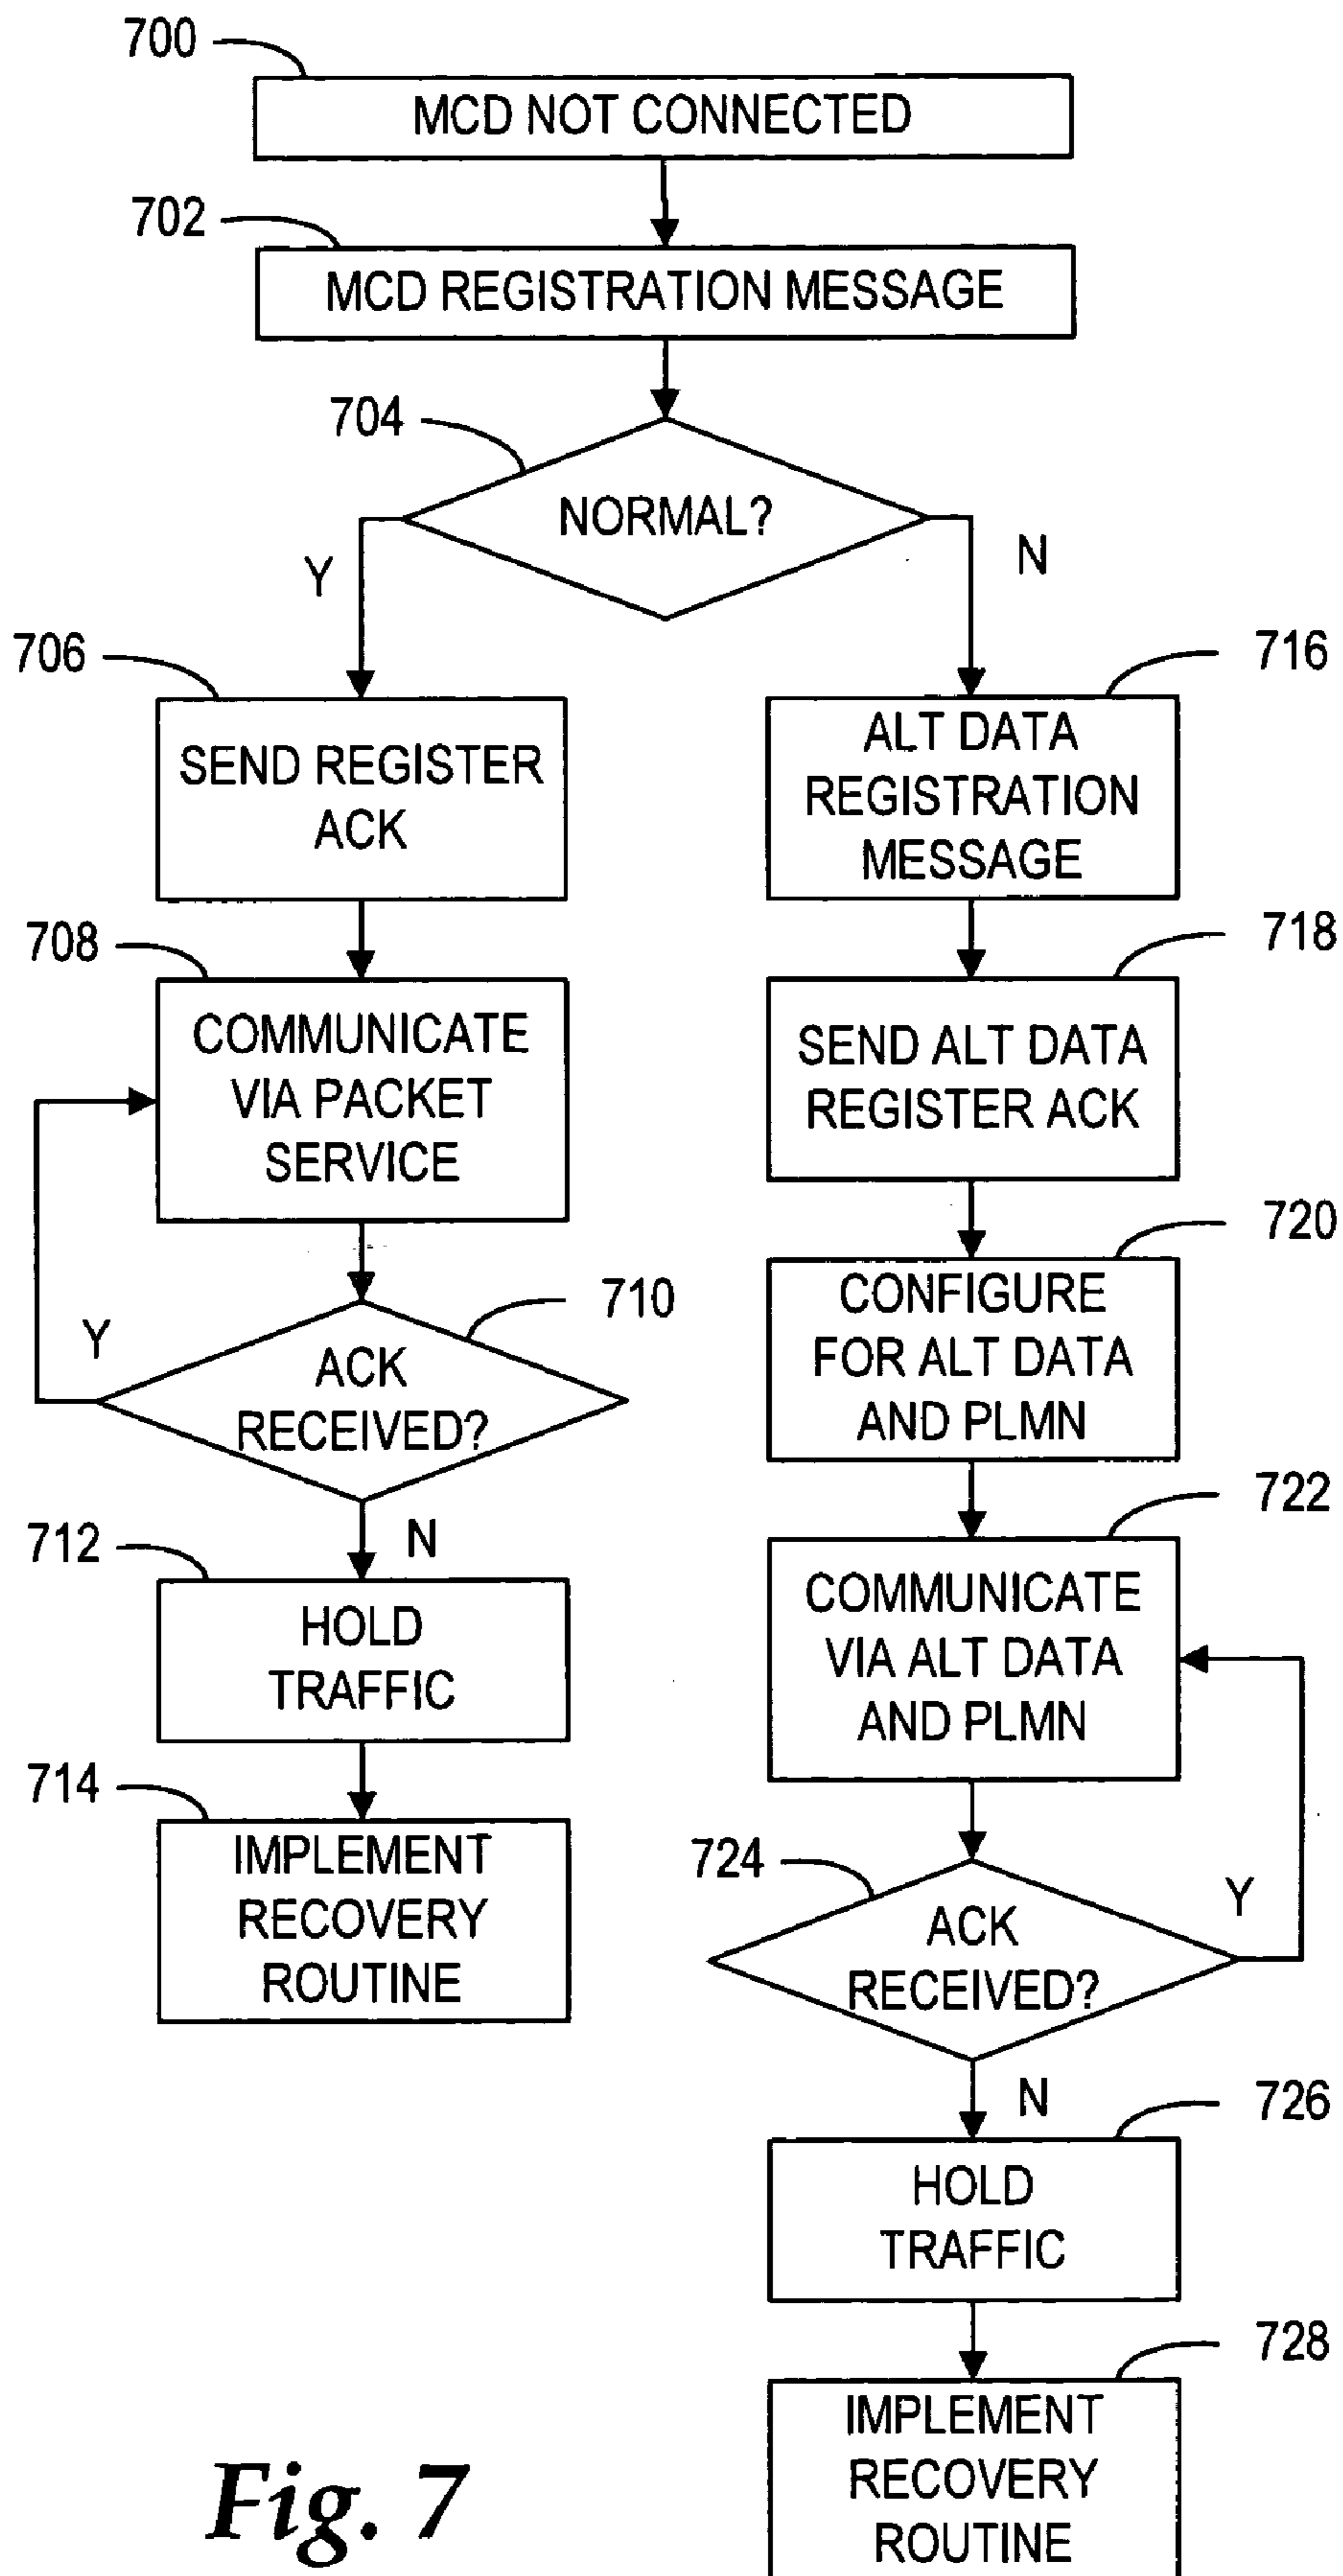 700
MCD NOT CONNECTED
702
MCD REGISTRATION MESSAGE
704
NORMAL?
Y
N
706
SEND REGISTER
ACK
708
COMMUNICATE
VIA PACKET
SERVICE
710
Y
ACK
RECEIVED?
N
712
HOLD
TRAFFIC
714
IMPLEMENT
RECOVERY
ROUTINE
716
ALT DATA
REGISTRATION
MESSAGE
718
SEND ALT DATA
REGISTER ACK
720
CONFIGURE
FOR ALT DATA
AND PLMN
722
COMMUNICATE
VIA ALT DATA
AND PLMN
724
ACK
RECEIVED?
Y
N
726
HOLD
TRAFFIC
728
IMPLEMENT
RECOVERY
ROUTINE
Fig. 7